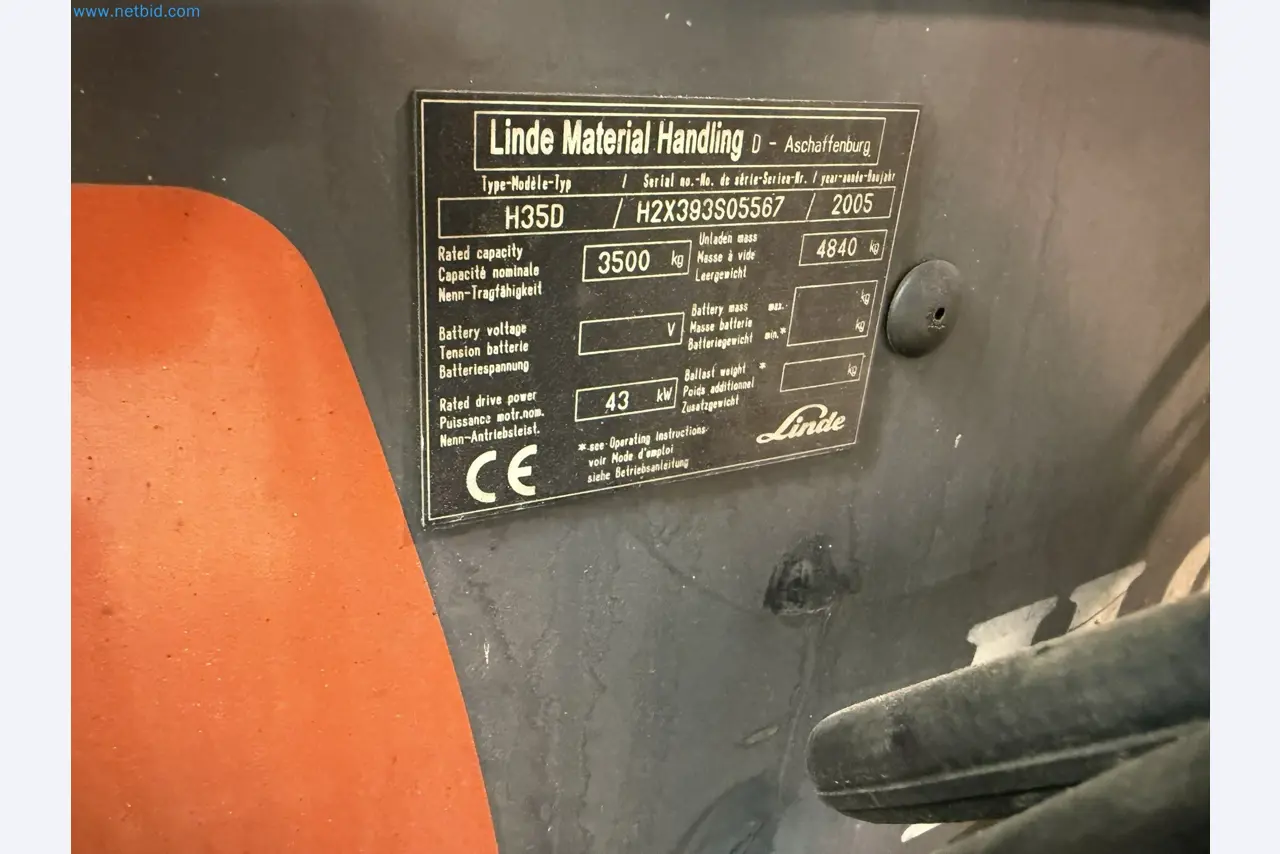 www.netbid.com
Linde Material Handling D - Aschaffenburg
Type-Modèle-Typ / Serial no.-No. de série-Serien-Nr. / year-année-Baujahr
H35D / H2X393S05567 / 2005
Rated capacity
Capacité nominale
Nenn-Tragfähigkeit
3500 kg
Unladen mass
Masse à vide
Leergewicht
4840 kg
Battery voltage
Tension batterie
Batteriespannung
V
Battery mass max.
Masse batterie
Batteriegewicht min.*
kg
kg
Rated drive power
Puissance motr.nom.
Nenn-Antriebsleist.
43 kW
Ballast weight *
Poids additionnel
Zusatzgewicht
kg
CE
*see Operating instructions
voir Mode d'emploi
siehe Betriebsanleitung
Linde